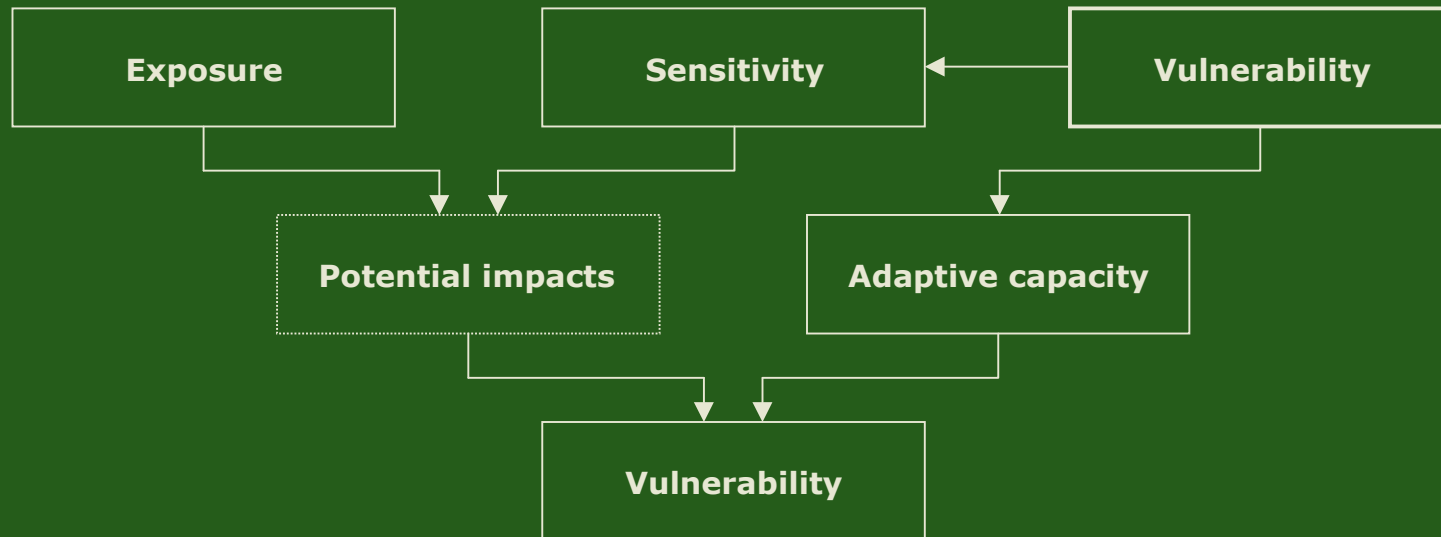 Exposure
Sensitivity
Vulnerability
Potential impacts
Adaptive capacity
Vulnerability